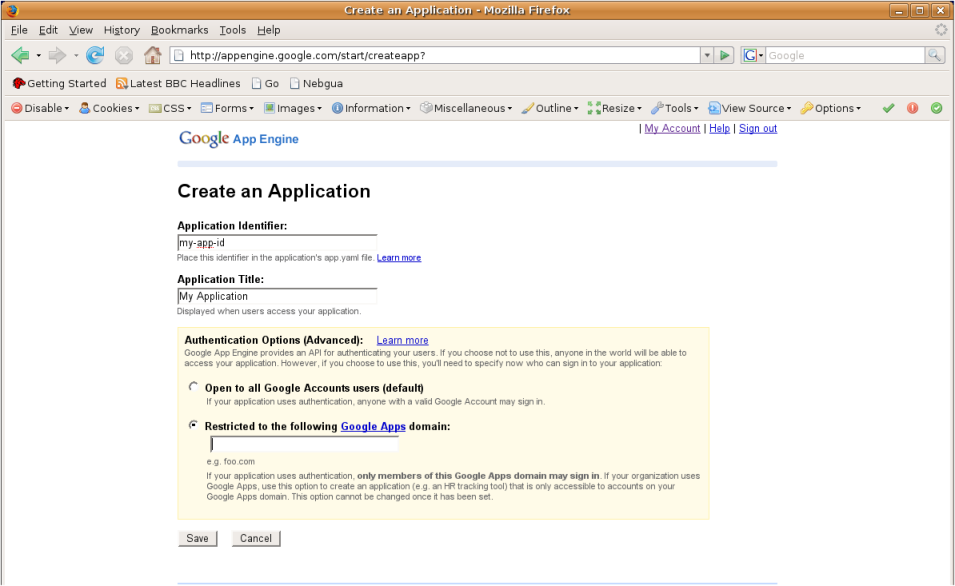 Create an Application - Mozilla Firefox
File Edit View History Bookmarks Tools Help
http://appengine.google.com/start/createapp?
G Google
Getting Started Latest BBC Headlines Go Nebgua
Disable Cookies CSS Forms Images Information Miscellaneous Outline Resize Tools View Source Options
| My Account | Help | Sign out
Google App Engine
Create an Application
Application Identifier:
my-app-id
Place this identifier in the application's app.yaml file. Learn more
Application Title:
My Application
Displayed when users access your application.
Authentication Options (Advanced): Learn more
Google App Engine provides an API for authenticating your users. If you choose not to use this, anyone in the world will be able to
access your application. However, if you choose to use this, you'll need to specify now who can sign in to your application:
Open to all Google Accounts users (default)
If your application uses authentication, anyone with a valid Google Account may sign in.
Restricted to the following Google Apps domain:
e.g. foo.com
If your application uses authentication, only members of this Google Apps domain may sign in. If your organization uses
Google Apps, use this option to create an application (e.g. an HR tracking tool) that is only accessible to accounts on your
Google Apps domain. This option cannot be changed once it has been set.
Save Cancel